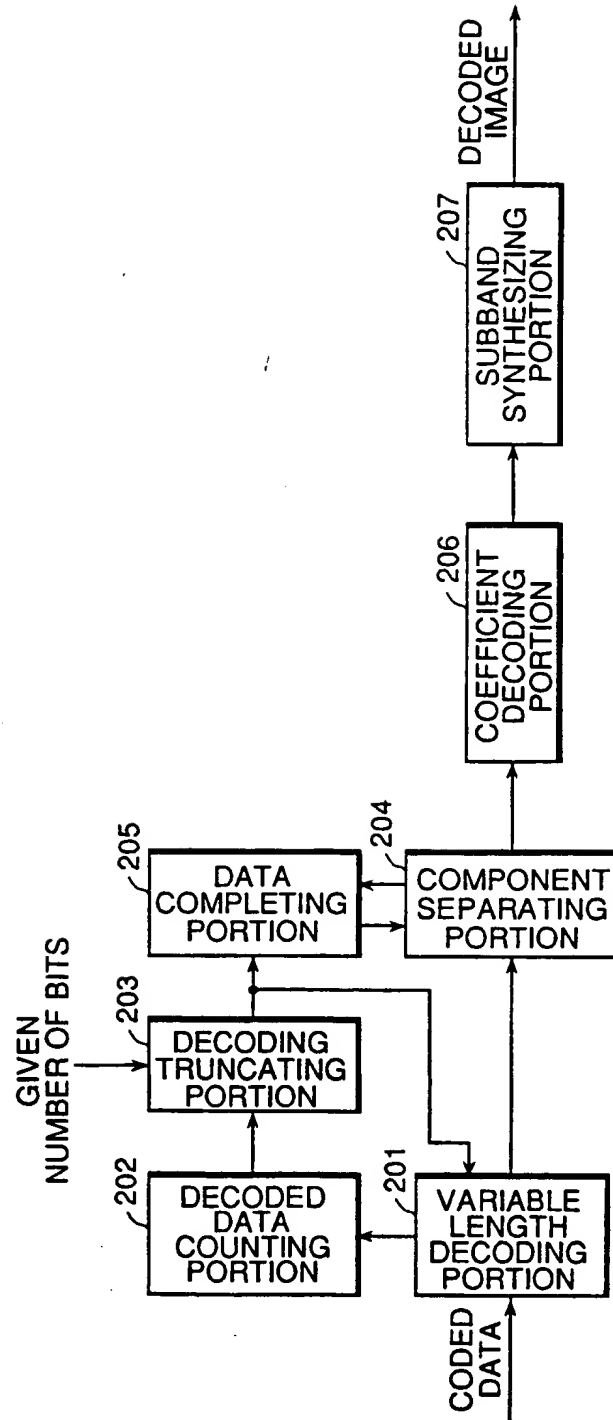 GIVEN
NUMBER OF BITS
202
DECODED
DATA
COUNTING
PORTION
203
DECODING
TRUNCATING
PORTION
205
DATA
COMPLETING
PORTION
CODED
DATA
201
VARIABLE
LENGTH
DECODING
PORTION
204
COMPONENT
SEPARATING
PORTION
206
COEFFICIENT
DECODING
PORTION
207
SUBBAND
SYNTHESIZING
PORTION
DECODED
IMAGE